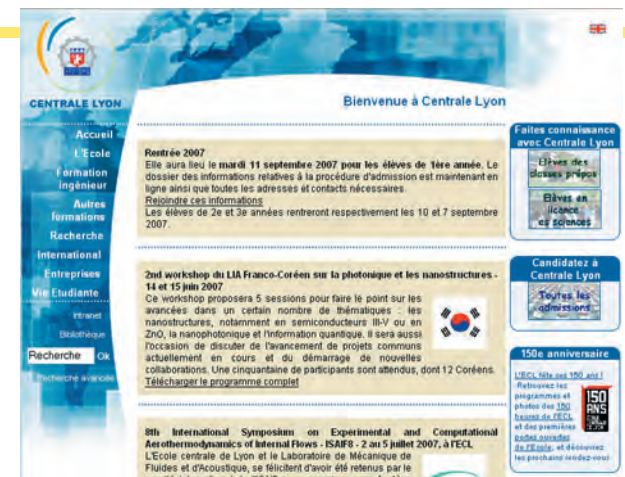 CENTRALE LYON
Bienvenue à Centrale Lyon
Accueil
L'Ecole
Formation
ingénieur
Autres
formations
Recherche
International
Entreprises
Vie Etudiante
Intranet
Bibliothèque
Recherche Ok
Recherche avancée
Rentrée 2007
Elle aura lieu le mardi 11 septembre 2007 pour les élèves de 1ère année. Le
dossier des informations relatives à la procédure d'admission est maintenant en
ligne ainsi que toutes les adresses et contacts nécessaires.
Rejoindre ces informations
Les élèves de 2e et 3e années rentreront respectivement les 10 et 7 septembre
2007.
2nd workshop du LIA Franco-Coréen sur la photonique et les nanostructures -
14 et 15 juin 2007
Ce workshop proposera 5 sessions pour faire le point sur les
avancées dans un certain nombre de thématiques : les
nanostructures, notamment en semiconducteurs III-V ou en
ZnO, la nanophotonique et l'information quantique. Il sera aussi
l'occasion de discuter de l'avancement de projets communs
actuellement en cours et du démarrage de nouvelles
collaborations. Une cinquantaine de participants sont attendus, dont 12 Coréens.
Télécharger le programme complet
8th International Symposium on Experimental and Computational
Aerothermodynamics of Internal Flows - ISAIF8 - 2 au 5 juillet 2007, à l'ECL
L'Ecole centrale de Lyon et le Laboratoire de Mécanique de
Fluides et d'Acoustique, se félicitent d'avoir été retenus par le
Faites connaissance
avec Centrale Lyon
Elèves des
classes prépas
Elèves en
licence
es sciences
Candidatez à
Centrale Lyon
Toutes les
admissions
150e anniversaire
L'ECL fête ses 150 ans !
Retrouvez les
programmes et
photos des 150
heures de l'ECL
et des premières
portes ouvertes
de l'Ecole, et découvrez
les prochains rendez-vous
150
ANS